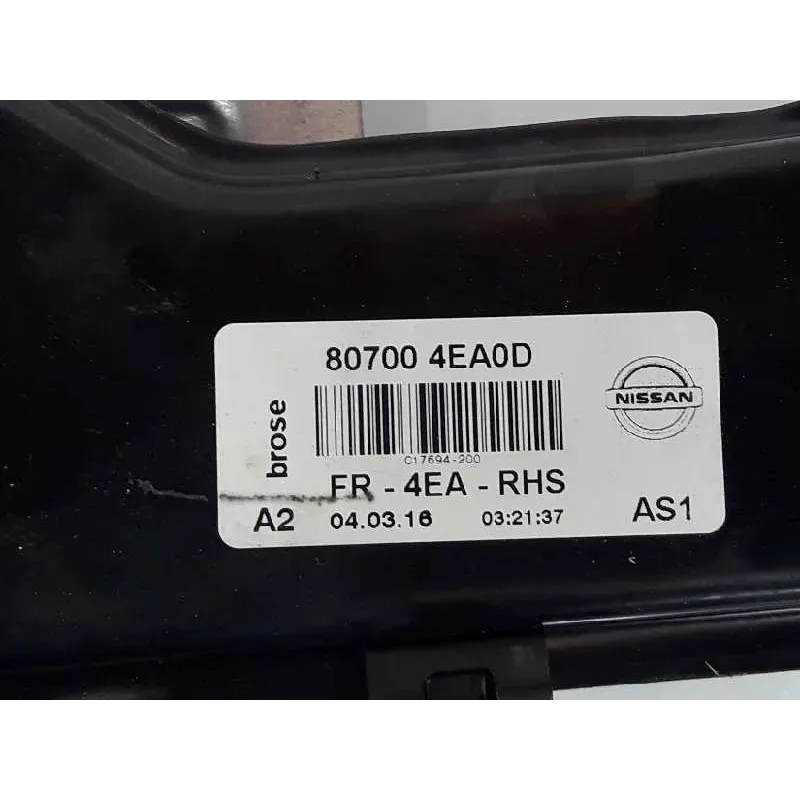 80700 4EA0D
brose
NISSAN
C17694-200
FR - 4EA - RHS
A2 04.03.16 03:21:37 AS1